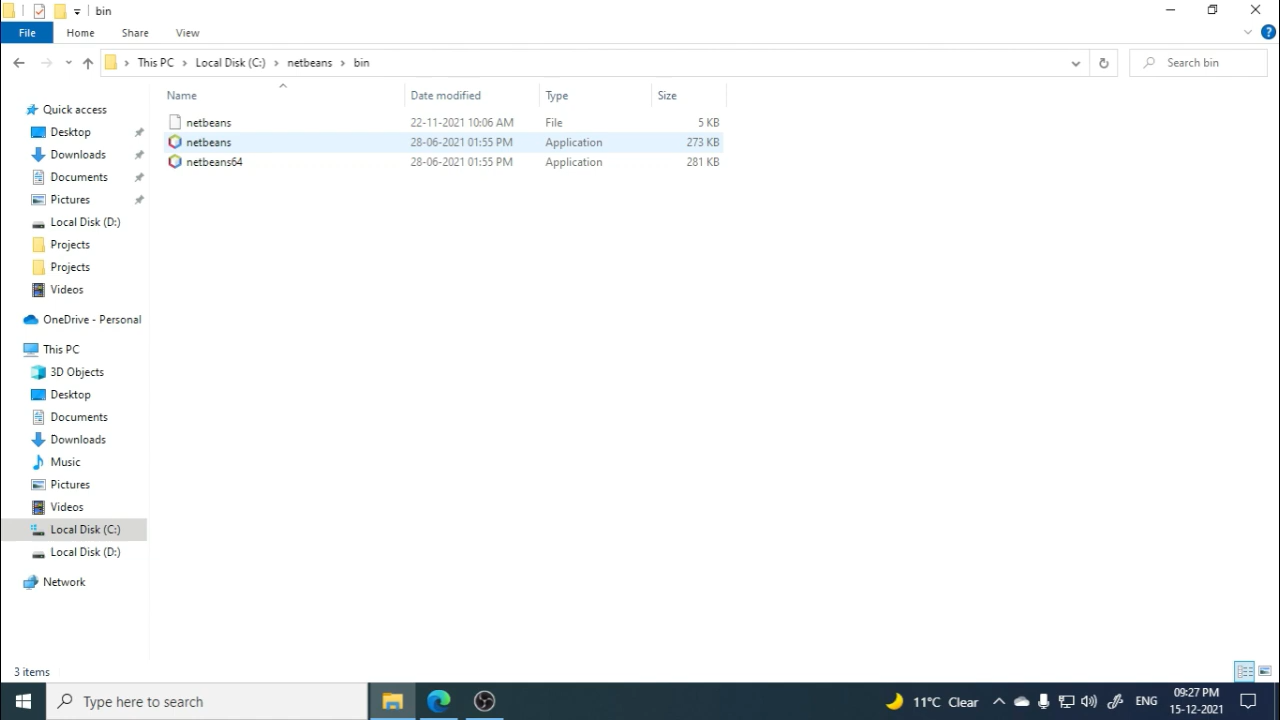 bin
File Home Share View
This PC Local Disk (C:) netbeans bin Search bin
Name Date modified Type Size
netbeans 22-11-2021 10:06 AM File 5 KB
netbeans 28-06-2021 01:55 PM Application 273 KB
netbeans64 28-06-2021 01:55 PM Application 281 KB
Quick access
Desktop
Downloads
Documents
Pictures
Local Disk (D:)
Projects
Projects
Videos
OneDrive - Personal
This PC
3D Objects
Desktop
Documents
Downloads
Music
Pictures
Videos
Local Disk (C:)
Local Disk (D:)
Network
3 items
Type here to search 11°C Clear ENG 09:27 PM
15-12-2021